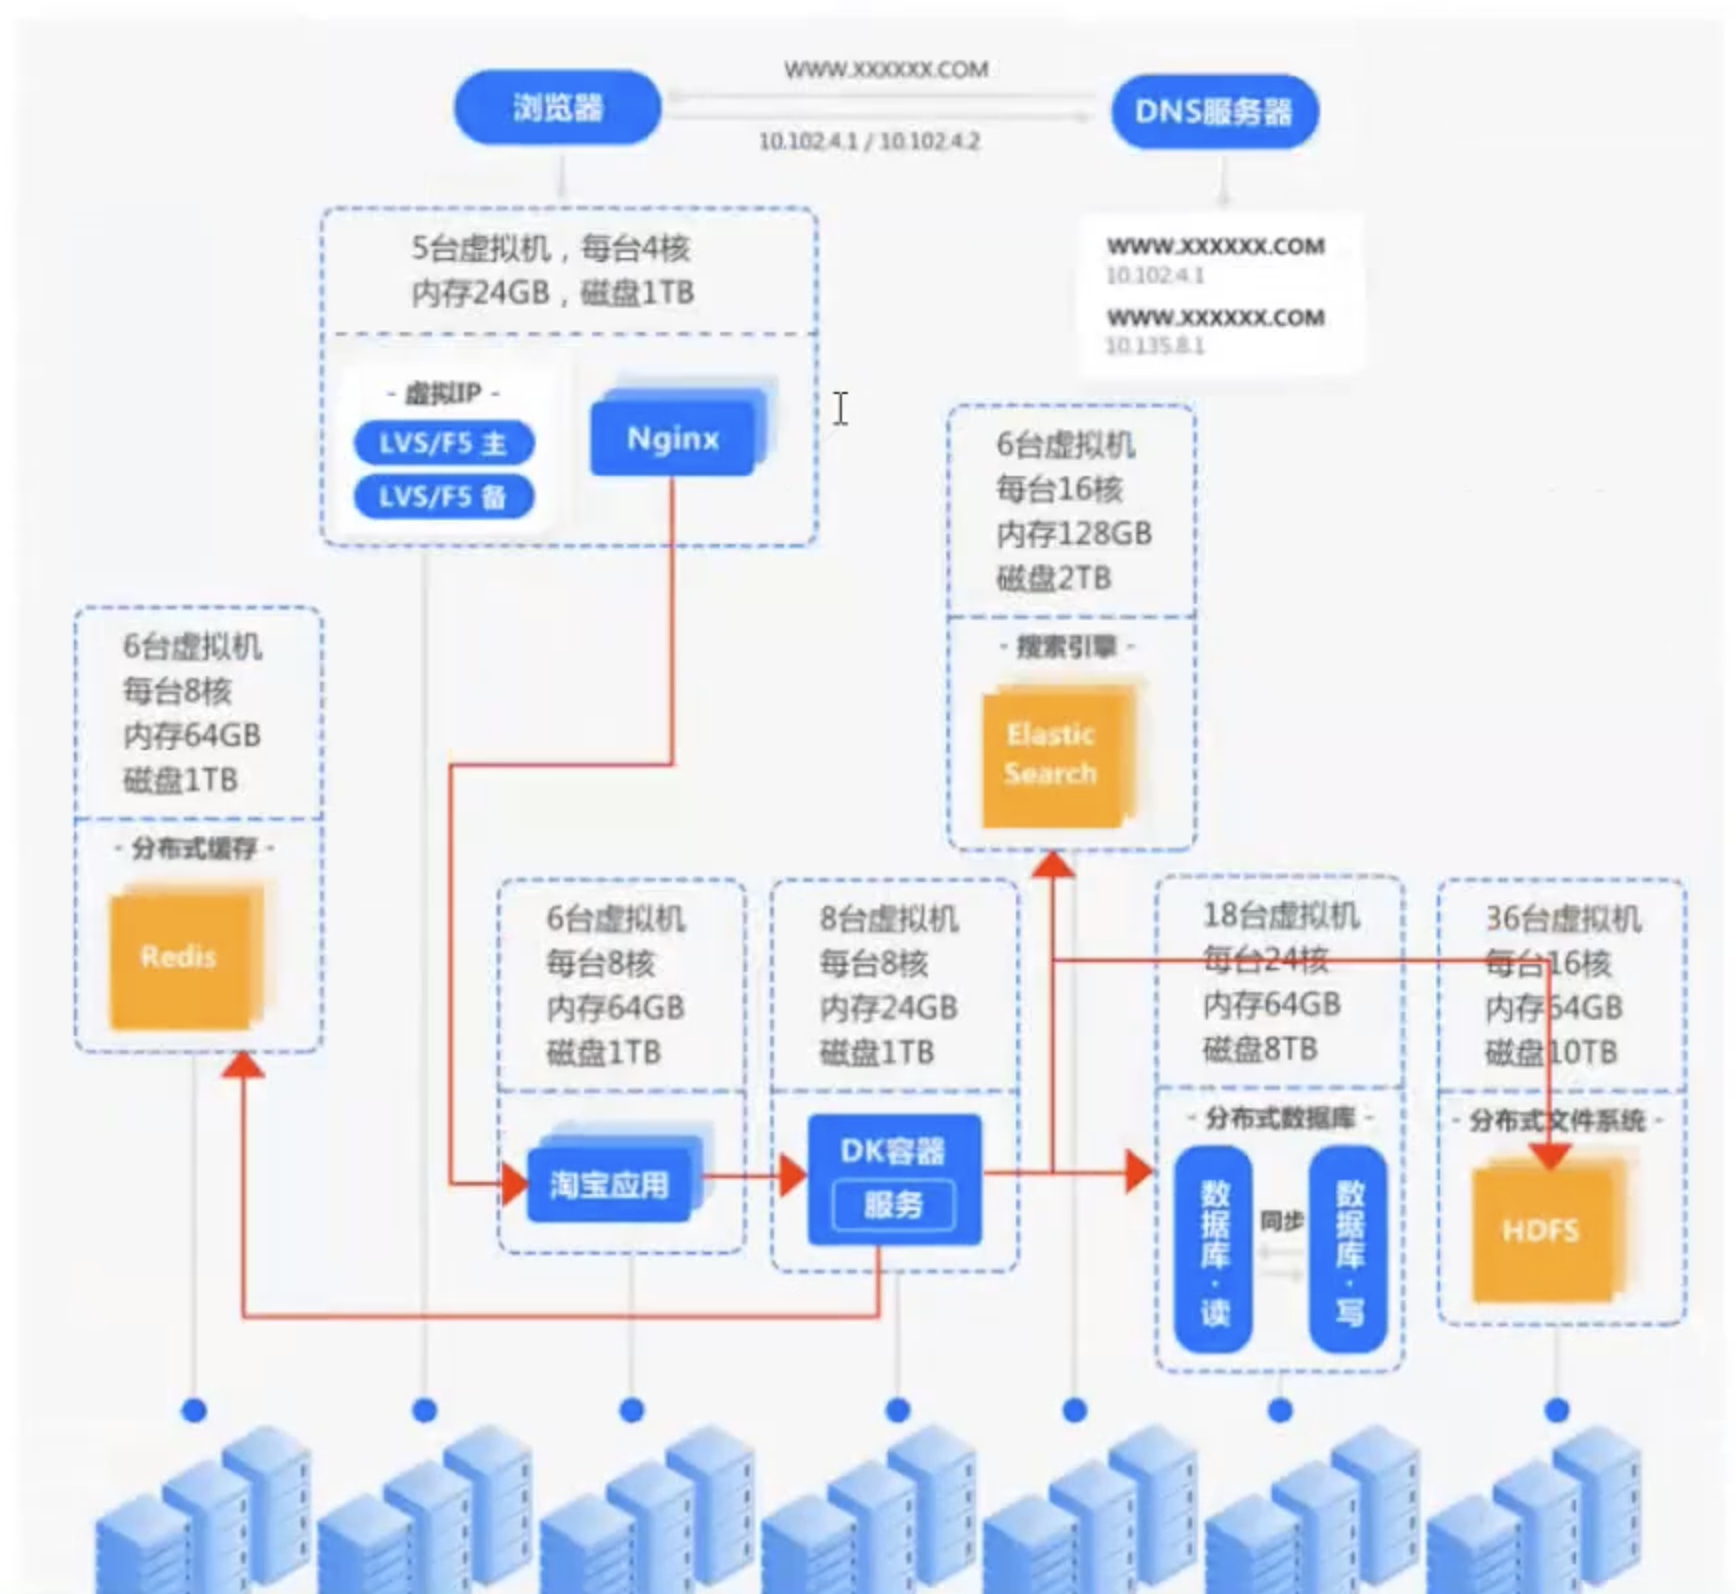 WWW.XXXXXX.COM
浏览器
DNS服务器
10.102.4.1 / 10.102.4.2
5台虚拟机，每台4核
内存24GB，磁盘1TB
- 虚拟IP -
LVS/F5 主
LVS/F5 备
Nginx
WWW.XXXXXX.COM
10.102.4.1
WWW.XXXXXX.COM
10.135.8.1
6台虚拟机
每台16核
内存128GB
磁盘2TB
- 搜索引擎 -
Elastic
Search
6台虚拟机
每台8核
内存64GB
磁盘1TB
- 分布式缓存 -
Redis
6台虚拟机
每台8核
内存64GB
磁盘1TB
淘宝应用
8台虚拟机
每台8核
内存24GB
磁盘1TB
DK容器
服务
18台虚拟机
每台24核
内存64GB
磁盘8TB
- 分布式数据库 -
数据库·读
同步
数据库·写
36台虚拟机
每台16核
内存64GB
磁盘10TB
- 分布式文件系统 -
HDFS